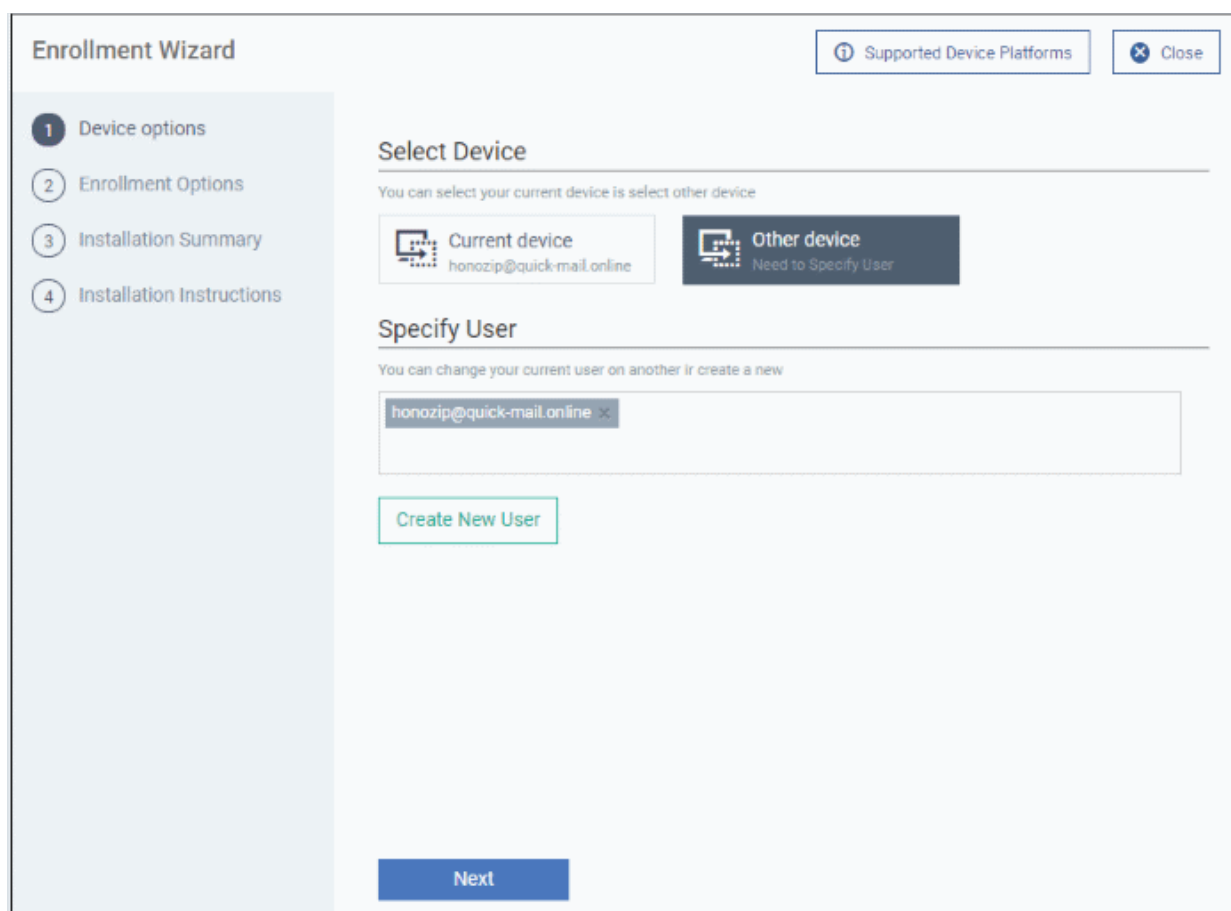 Enrollment Wizard
Supported Device Platforms
Close
1 Device options
2 Enrollment Options
3 Installation Summary
4 Installation Instructions
Select Device
You can select your current device is select other device
Current device
honozip@quick-mail.online
Other device
Need to Specify User
Specify User
You can change your current user on another ir create a new
honozip@quick-mail.online ×
Create New User
Next